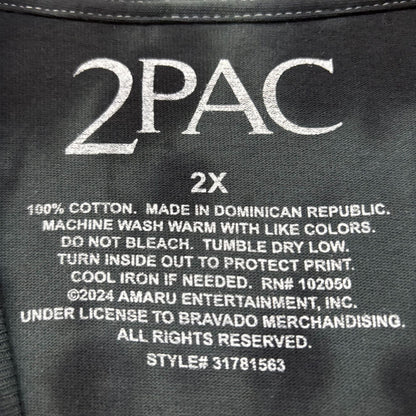 2PAC
2X
100% COTTON. MADE IN DOMINICAN REPUBLIC.
MACHINE WASH WARM WITH LIKE COLORS.
DO NOT BLEACH. TUMBLE DRY LOW.
TURN INSIDE OUT TO PROTECT PRINT.
COOL IRON IF NEEDED. RN# 102050
©2024 AMARU ENTERTAINMENT, INC.
UNDER LICENSE TO BRAVADO MERCHANDISING.
ALL RIGHTS RESERVED.
STYLE# 31781563